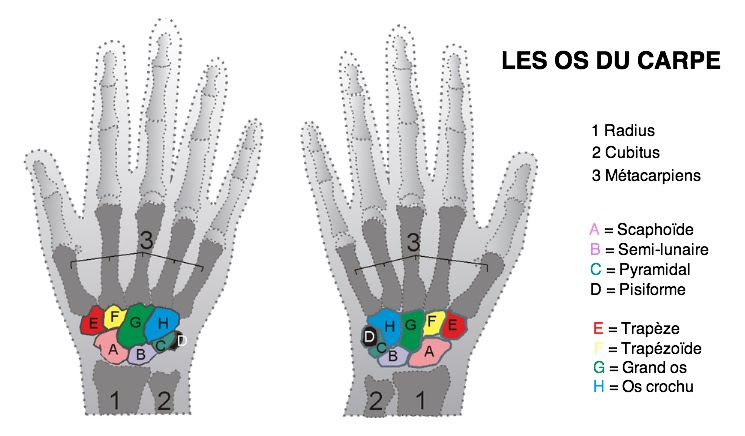 LES OS DU CARPE
1 Radius
2 Cubitus
3 Métacarpiens
A = Scaphoïde
B = Semi-lunaire
C = Pyramidal
D = Pisiforme
E = Trapèze
F = Trapézoïde
G = Grand os
H = Os crochu
3
E F G H
A B C D
1 2
3
D H G F E
C B A
2 1